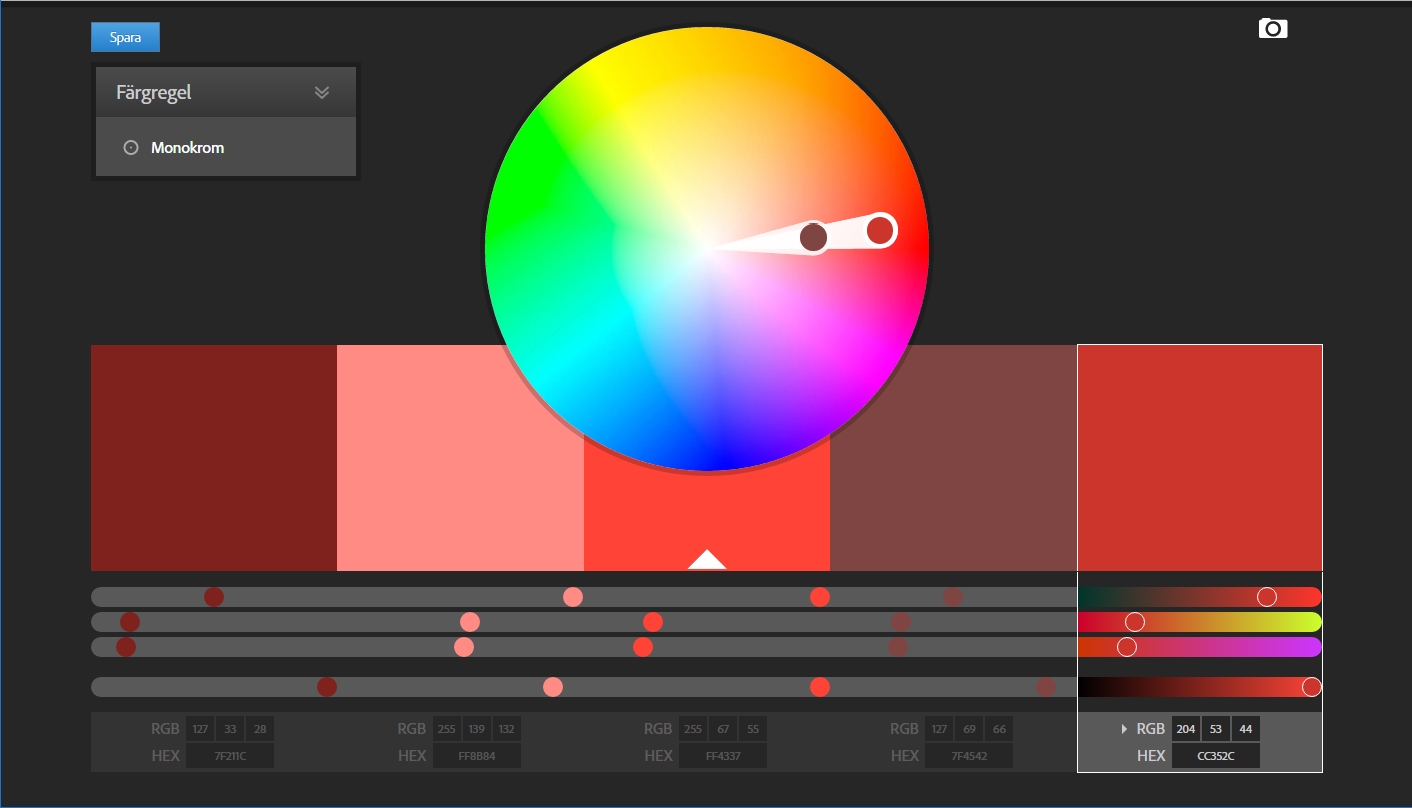 Spara
Färgregel
Monokrom
RGB 127 33 28 RGB 255 139 132 RGB 255 67 55 RGB 127 69 66 RGB 204 53 44
HEX 7F211C HEX FF8B84 HEX FF4337 HEX 7F4542 HEX CC352C